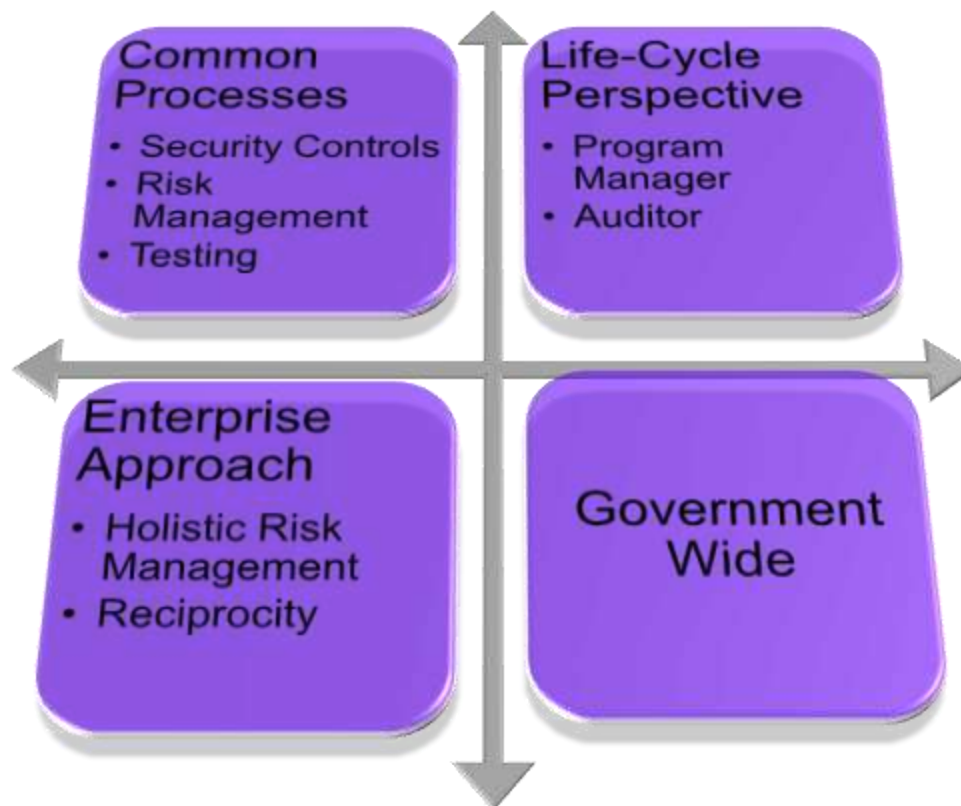 Common
Processes
• Security Controls
• Risk
Management
• Testing
Life-Cycle
Perspective
• Program
Manager
• Auditor
Enterprise
Approach
• Holistic Risk
Management
• Reciprocity
Government
Wide